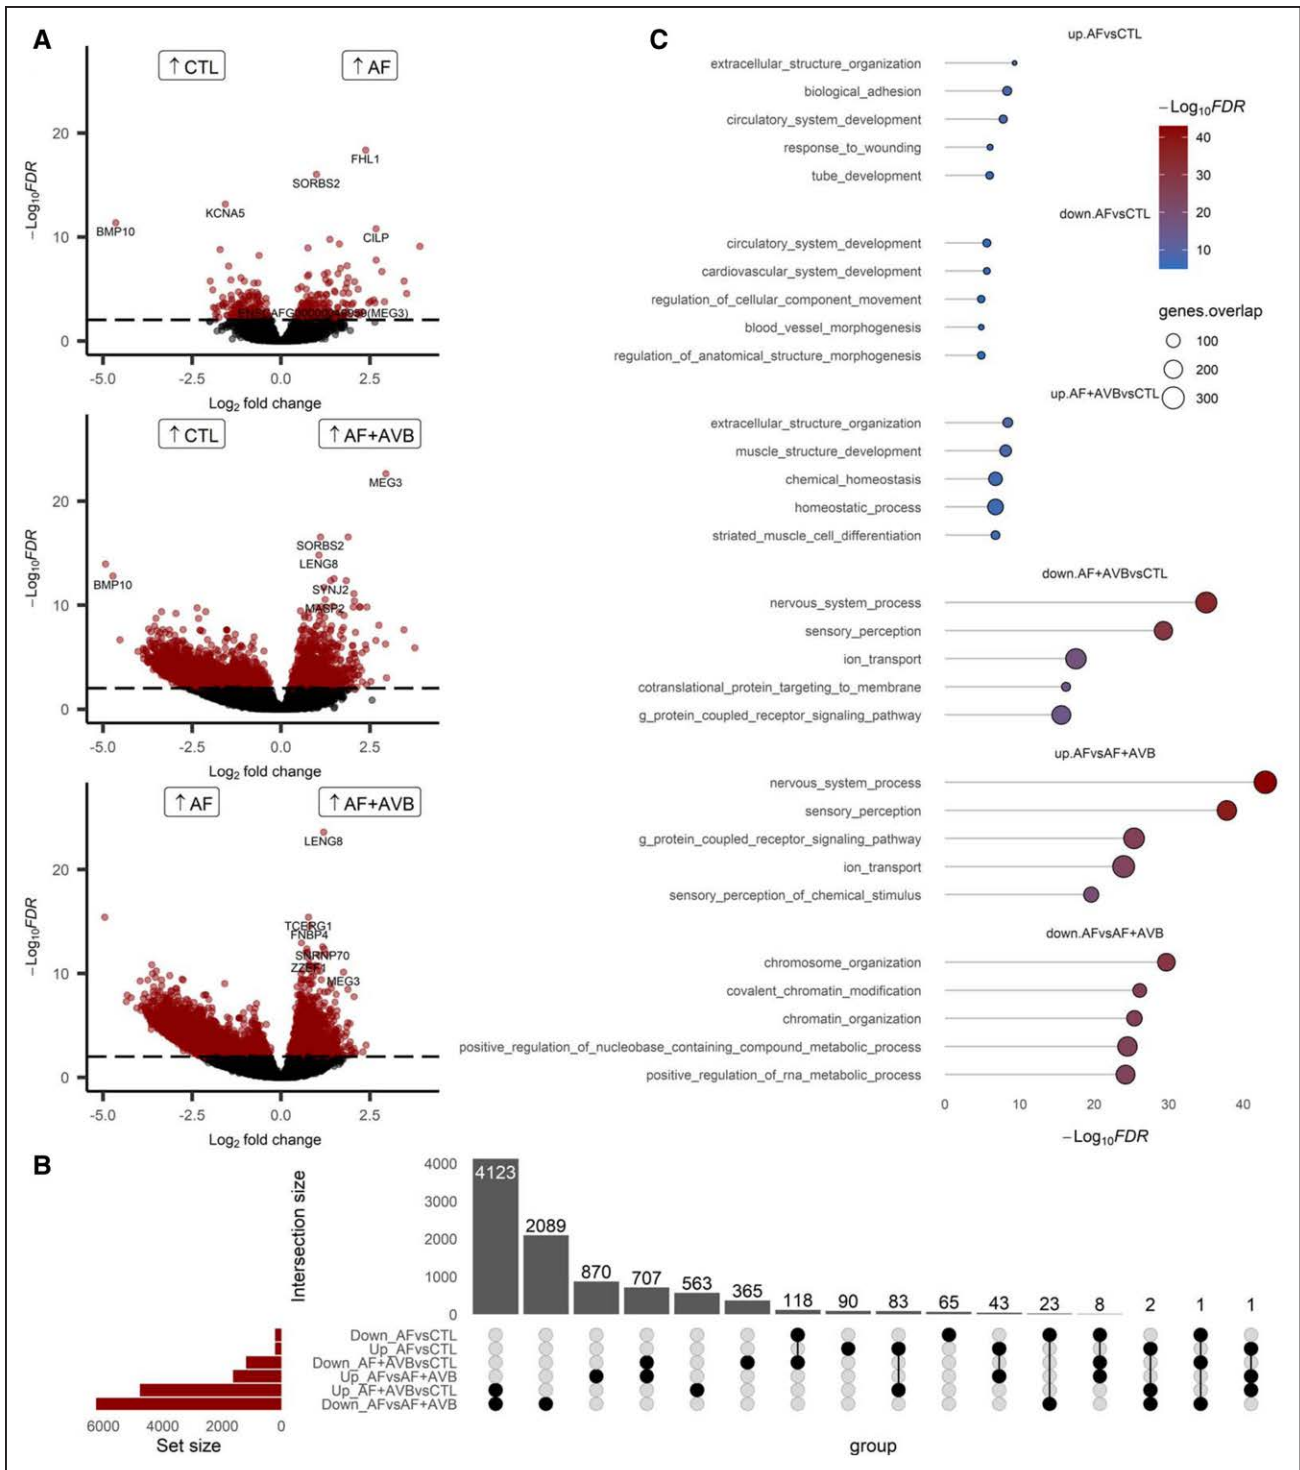 A
↑ CTL
↑ AF
20
10
0
FHL1
SORBS2
KCNA5
BMP10
CILP
-5.0 -2.5 0.0 2.5
Log2 fold change
−Log10FDR
↑ CTL
↑ AF+AVB
20
10
0
MEG3
SORBS2
LENG8
BMP10
SYNJ2
MASP2
-5.0 -2.5 0.0 2.5
Log2 fold change
−Log10FDR
↑ AF
↑ AF+AVB
20
10
0
LENG8
TCERG1
FNBP4
SNRNP70
ZZEF1
MEG3
-5.0 -2.5 0.0 2.5
Log2 fold change
−Log10FDR
C
up.AFvsCTL
extracellular_structure_organization
biological_adhesion
circulatory_system_development
response_to_wounding
tube_development
down.AFvsCTL
circulatory_system_development
cardiovascular_system_development
regulation_of_cellular_component_movement
blood_vessel_morphogenesis
regulation_of_anatomical_structure_morphogenesis
up.AF+AVBvsCTL
extracellular_structure_organization
muscle_structure_development
chemical_homeostasis
homeostatic_process
striated_muscle_cell_differentiation
down.AF+AVBvsCTL
nervous_system_process
sensory_perception
ion_transport
cotranslational_protein_targeting_to_membrane
g_protein_coupled_receptor_signaling_pathway
up.AFvsAF+AVB
nervous_system_process
sensory_perception
g_protein_coupled_receptor_signaling_pathway
ion_transport
sensory_perception_of_chemical_stimulus
down.AFvsAF+AVB
chromosome_organization
covalent_chromatin_modification
chromatin_organization
positive_regulation_of_nucleobase_containing_compound_metabolic_process
positive_regulation_of_rna_metabolic_process
0 10 20 30 40
−Log10FDR
−Log10FDR
40
30
20
10
genes.overlap
100
200
300
B
Intersection size
4000
3000
2000
1000
0
4123 2089 870 707 563 365 118 90 83 65 43 23 8 2 1 1
Down_AFvsCTL
Up_AFvsCTL
Down_AF+AVBvsCTL
Up_AFvsAF+AVB
Up_AF+AVBvsCTL
Down_AFvsAF+AVB
6000 4000 2000 0
Set size
group